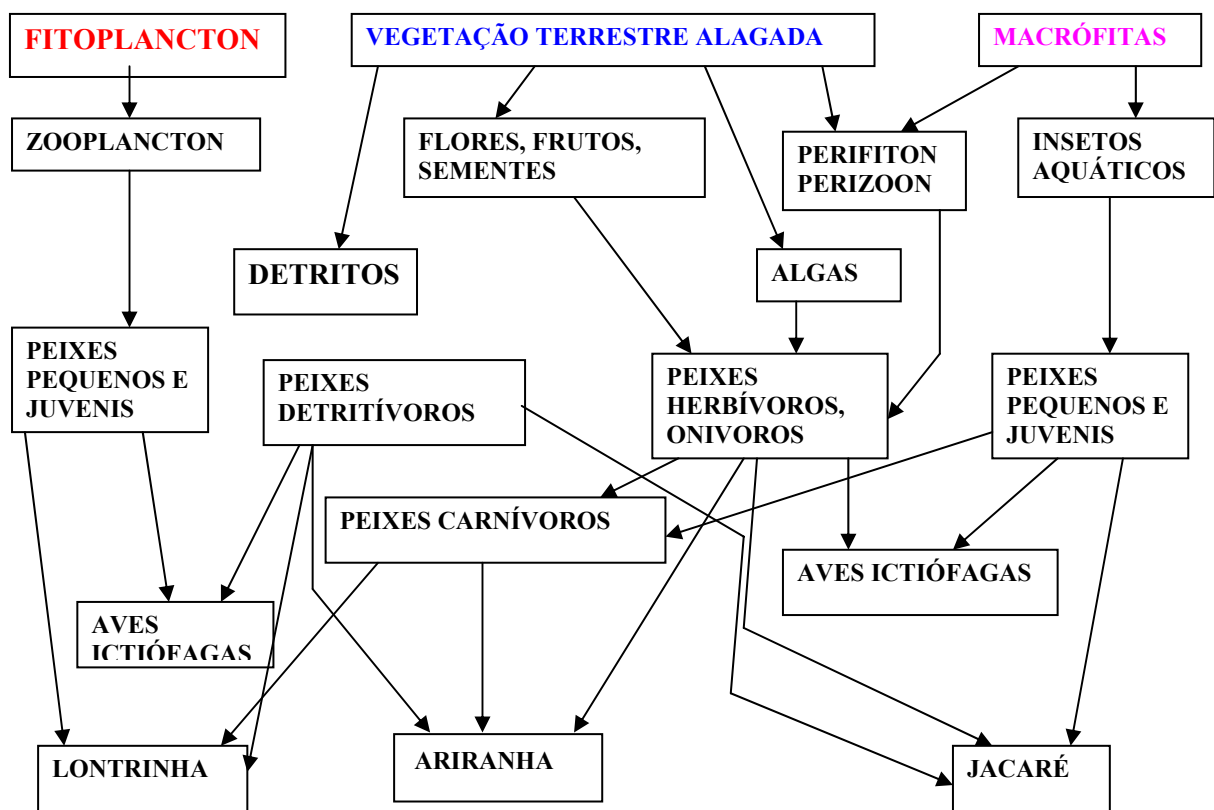 FITOPLANCTON
VEGETAÇÃO TERRESTRE ALAGADA
MACRÓFITAS
ZOOPLANCTON
FLORES, FRUTOS,
SEMENTES
PERIFITON
PERIZOON
INSETOS
AQUÁTICOS
DETRITOS
ALGAS
PEIXES
PEQUENOS E
JUVENIS
PEIXES
DETRITÍVOROS
PEIXES
HERBÍVOROS,
ONIVOROS
PEIXES
PEQUENOS E
JUVENIS
PEIXES CARNÍVOROS
AVES ICTIÓFAGAS
AVES
ICTIÓFAGAS
LONTRINHA
ARIRANHA
JACARÉ